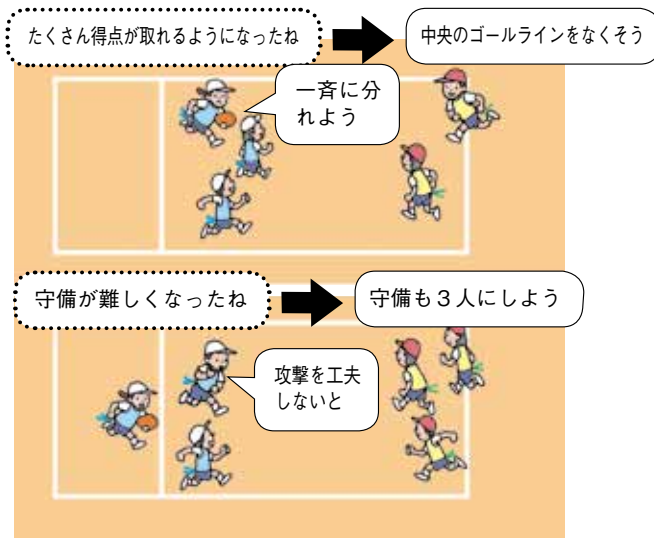 たくさん得点が取れるようになったね
中央のゴールラインをなくそう
一斉に分
れよう
守備が難しくなったね
守備も３人にしよう
攻撃を工夫
しないと